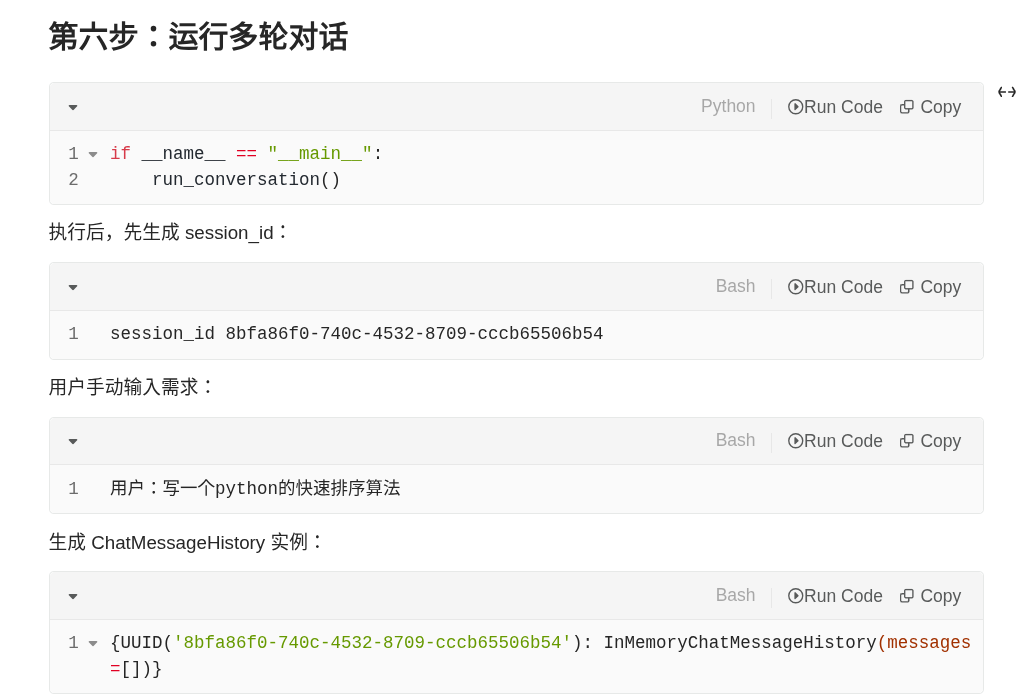 第六步：运行多轮对话
Python Run Code Copy
1 if __name__ == "__main__":
2 run_conversation()
执行后，先生成 session_id：
Bash Run Code Copy
1 session_id 8bfa86f0-740c-4532-8709-cccb65506b54
用户手动输入需求：
Bash Run Code Copy
1 用户：写一个python的快速排序算法
生成 ChatMessageHistory 实例：
Bash Run Code Copy
1 {UUID('8bfa86f0-740c-4532-8709-cccb65506b54'): InMemoryChatMessageHistory(messages
=[])}